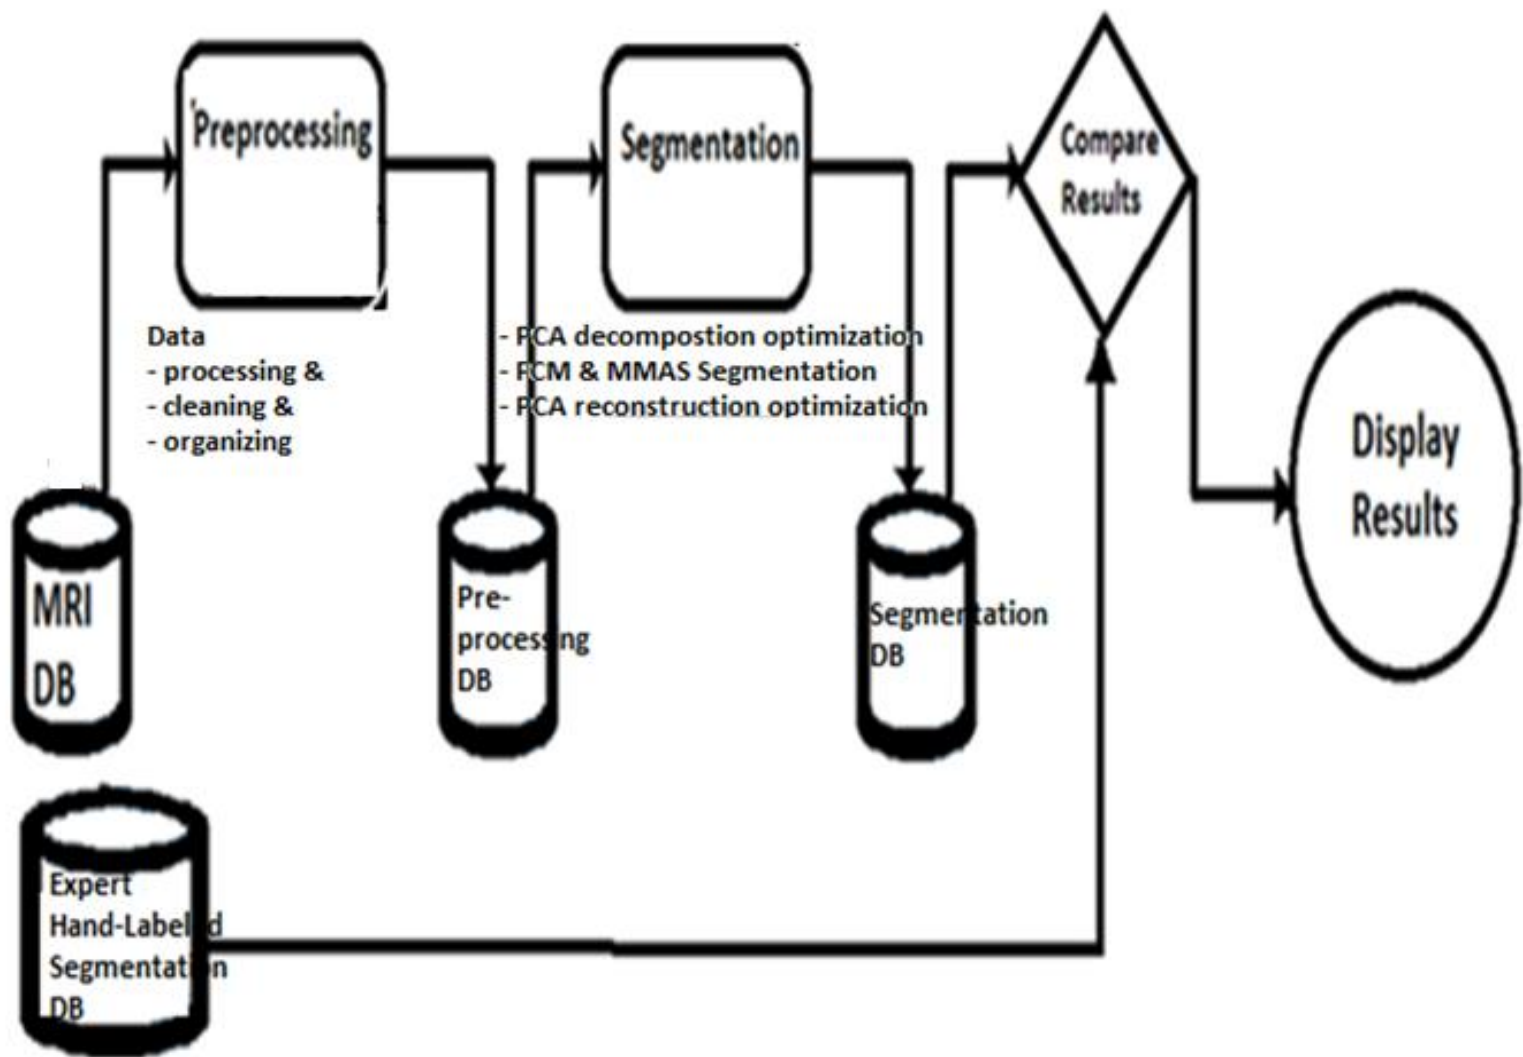 Preprocessing
Segmentation
Compare
Results
Data
- processing &
- cleaning &
- organizing
- PCA decompostion optimization
- FCM & MMAS Segmentation
- PCA reconstruction optimization
Display
Results
MRI
DB
Pre-
processing
DB
Segmentation
DB
Expert
Hand-Labeled
Segmentation
DB